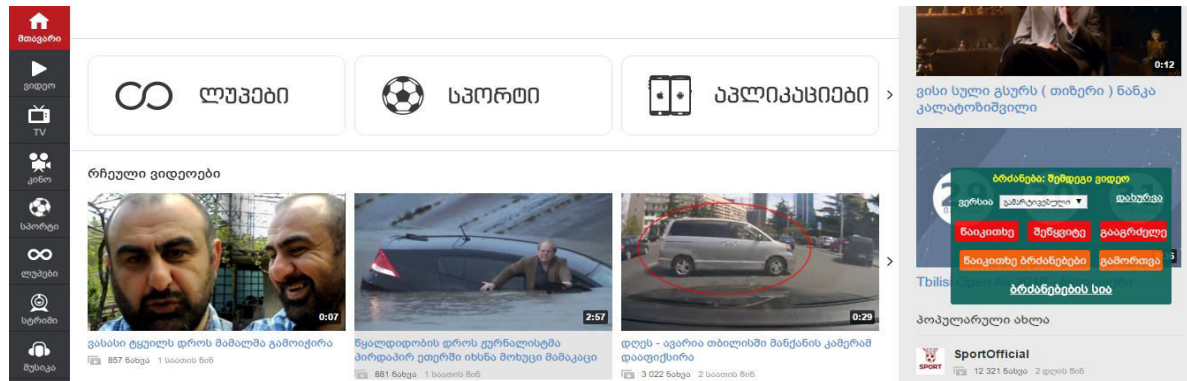 მთავარი
ვიდეო
TV
კინო
სპორტი
ლუპები
სტრიმი
მუსიკა
ლუპები
სპორტი
აპლიკაციები
რჩეული ვიდეოები
0:07
ვასასი ტყუილს დროს მამალმა გამოიჭირა
857 ნახვა 1 საათის წინ
2:57
წყალდიდობის დროს ჟურნალისტმა
პირდაპირ ეთერში იხსნა მოხუცი მამაკაცი
881 ნახვა 1 საათის წინ
0:29
დღეს - ავარია თბილისში მანქანის კამერამ
დააფიქსირა
3 022 ნახვა 2 საათის წინ
0:12
ვისი სული გსურს ( თიზერი ) ნანკა
კალატოზიშვილი
ბრძანება: შემდეგი ვიდეო
ვერსია გამარტივებული დახურვა
წაიკითხე შეწყვიტე გააგრძელე
წაიკითხე ბრძანებები გამორთვა
ბრძანებების სია
Tbilisi Open
პოპულარული ახლა
SPORT
SportOfficial
12 321 ნახვა 2 დღის წინ